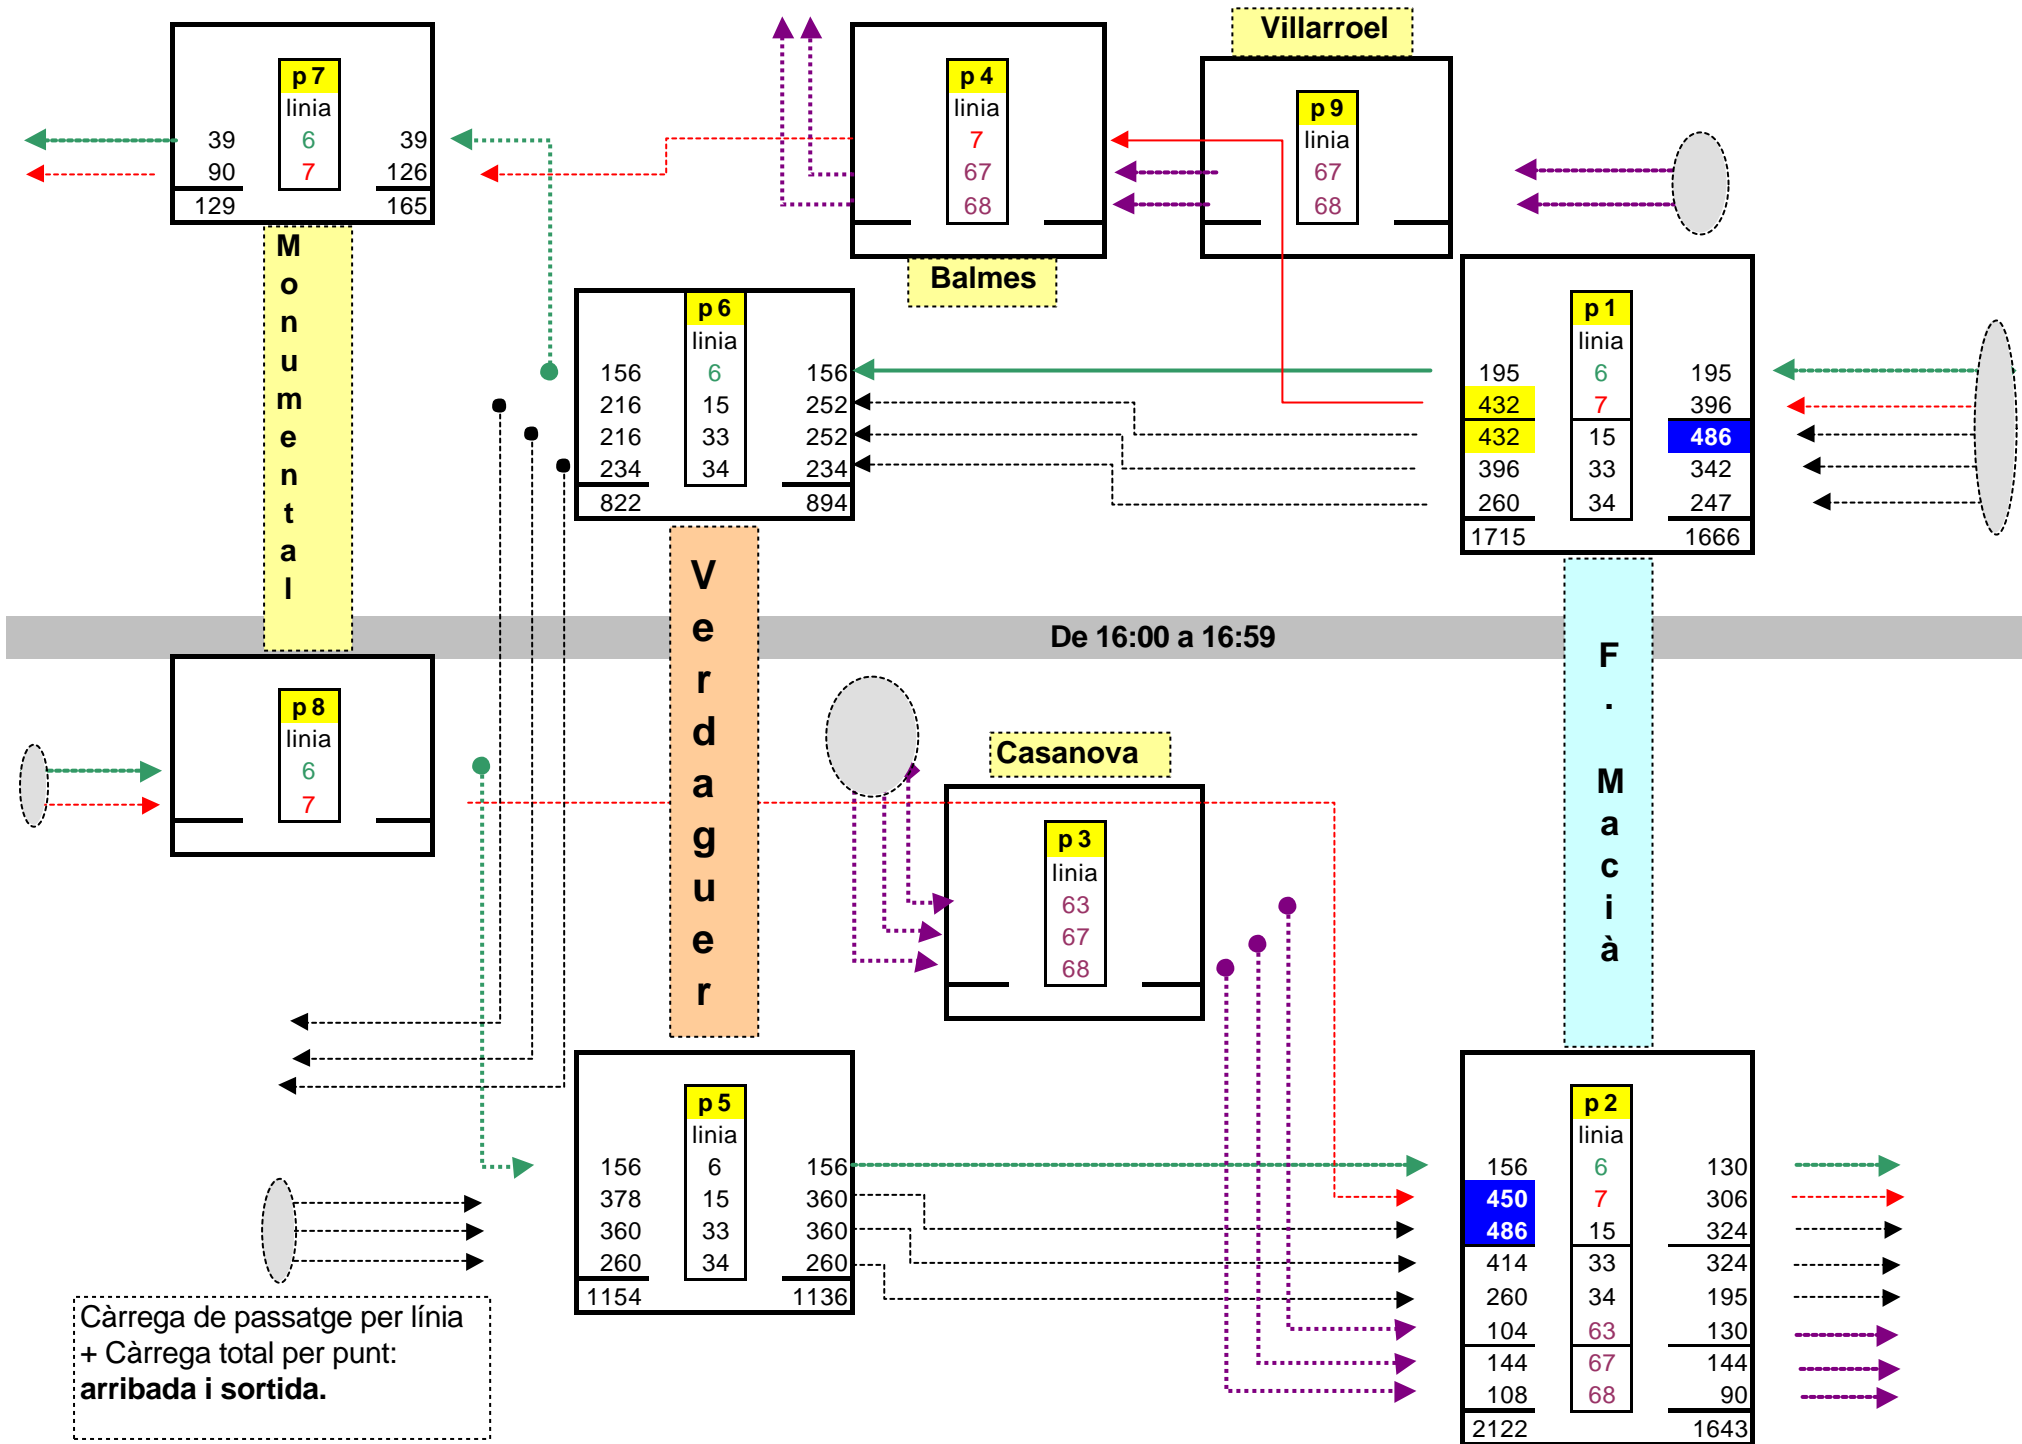 Villarroel
p 7
linia
39 6 39
90 7 126
129 165
p 4
linia
7
67
68
p 9
linia
67
68
Balmes
Monumental
p 6
linia
156 6 156
216 15 252
216 33 252
234 34 234
822 894
p 1
linia
195 6 195
432 7 396
432 15 486
396 33 342
260 34 247
1715 1666
Verdaguer
F. Macià
De 16:00 a 16:59
p 8
linia
6
7
Casanova
p 3
linia
63
67
68
p 5
linia
156 6 156
378 15 360
360 33 360
260 34 260
1154 1136
p 2
linia
156 6 130
450 7 306
486 15 324
414 33 324
260 34 195
104 63 130
144 67 144
108 68 90
2122 1643
Càrrega de passatge per línia
+ Càrrega total per punt:
arribada i sortida.